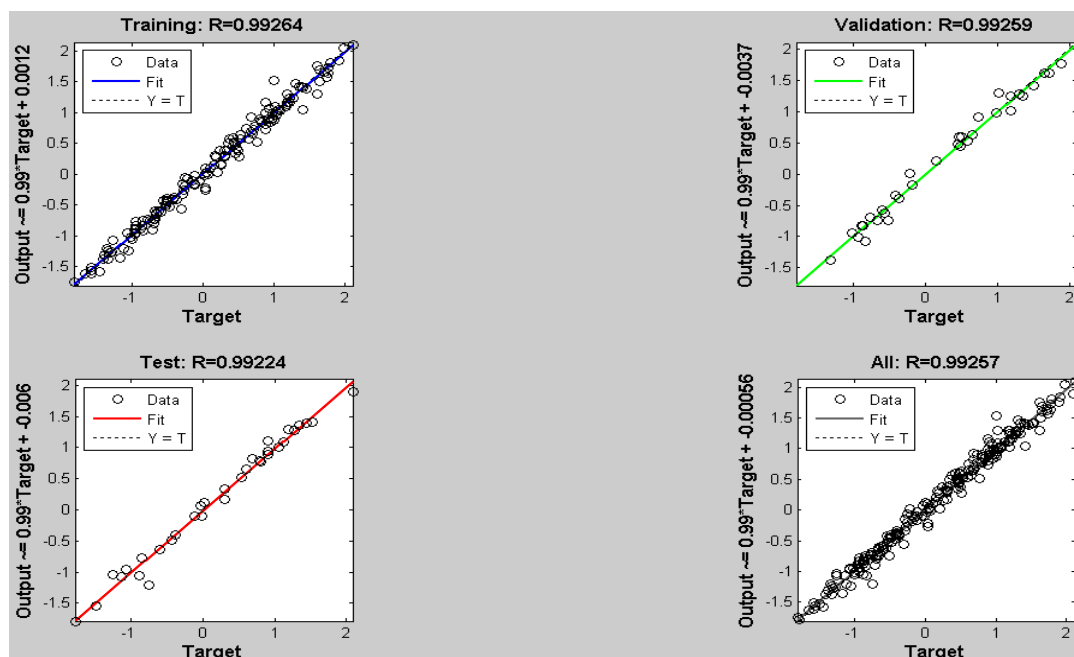 Training: R=0.99264
Output ~= 0.99*Target + 0.0012
2
1.5
1
0.5
0
-0.5
-1
-1.5
Data
Fit
Y = T
-1
0
1
2
Target
Validation: R=0.99259
Output ~= 0.99*Target + -0.0037
2
1.5
1
0.5
0
-0.5
-1
-1.5
Data
Fit
Y = T
-1
0
1
2
Target
Test: R=0.99224
Output ~= 0.99*Target + -0.006
2
1.5
1
0.5
0
-0.5
-1
-1.5
Data
Fit
Y = T
-1
0
1
2
Target
All: R=0.99257
Output ~= 0.99*Target + -0.00056
2
1.5
1
0.5
0
-0.5
-1
-1.5
Data
Fit
Y = T
-1
0
1
2
Target